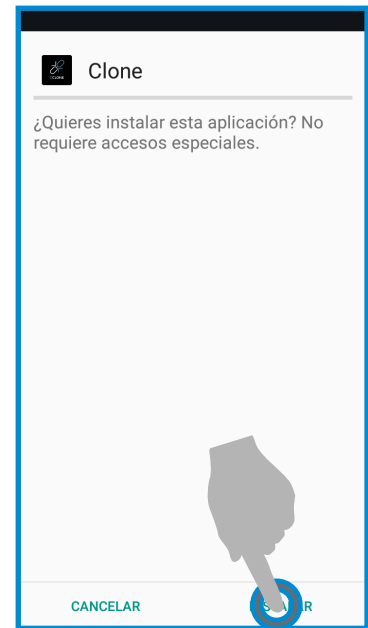 Clone
¿Quieres instalar esta aplicación? No
requiere accesos especiales.
CANCELAR